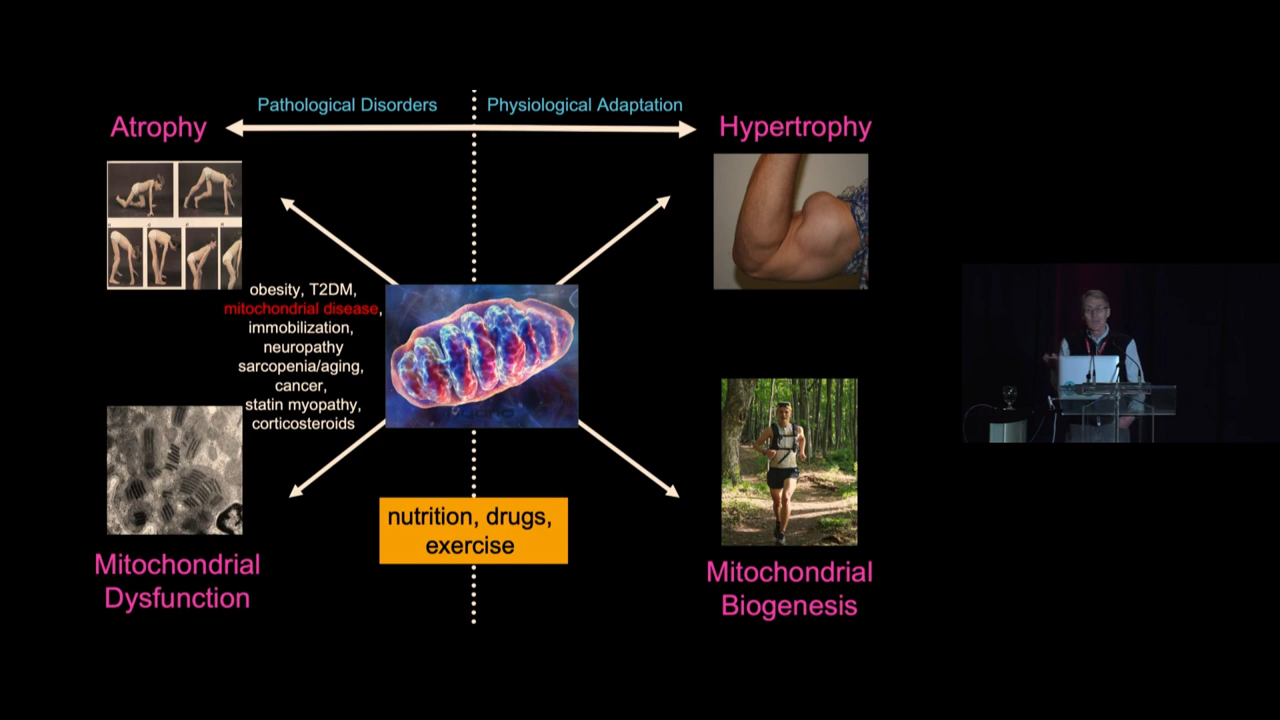 Pathological Disorders
Physiological Adaptation
Atrophy
Hypertrophy
obesity, T2DM,
mitochondrial disease,
immobilization,
neuropathy
sarcopenia/aging,
cancer,
statin myopathy,
corticosteroids
nutrition, drugs,
exercise
Mitochondrial
Dysfunction
Mitochondrial
Biogenesis